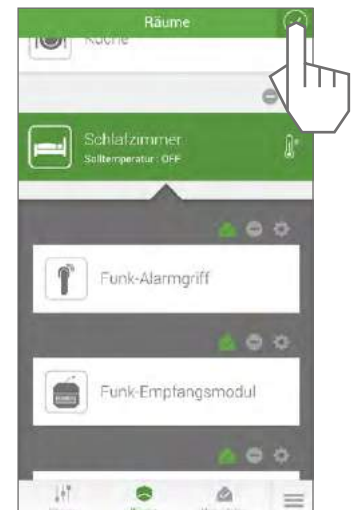 Räume
Küche
Schlafzimmer
Solltemperatur: OFF
Funk-Alarmgriff
Funk-Empfangsmodul